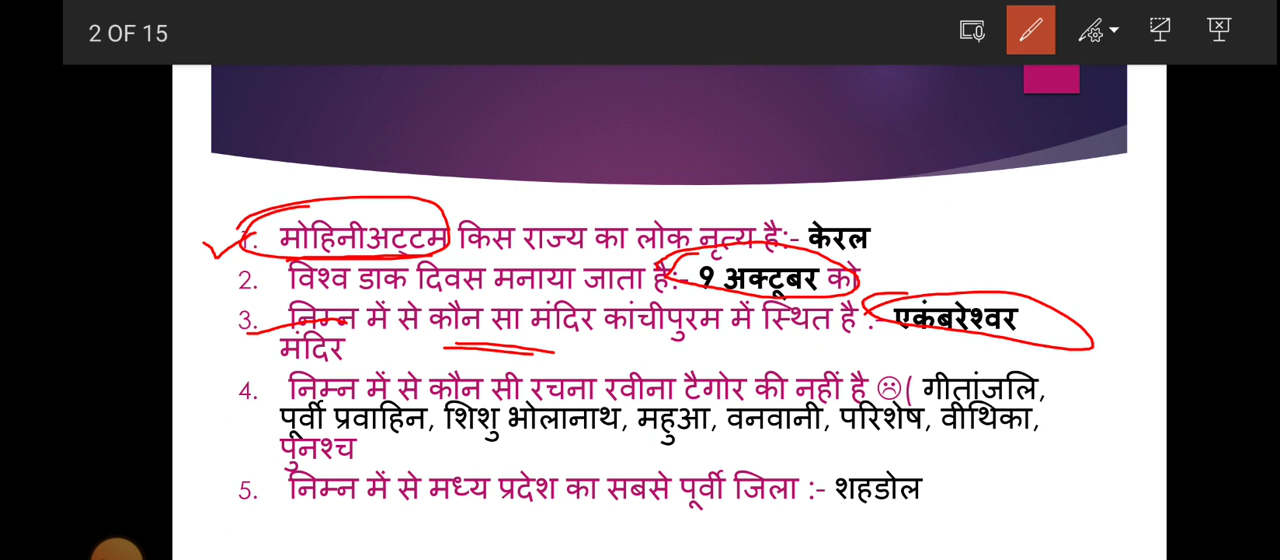 2 OF 15
1. मोहिनीअट्टम किस राज्य का लोक नृत्य है:- केरल
2. विश्व डाक दिवस मनाया जाता है:- 9 अक्टूबर को
3. निम्न में से कौन सा मंदिर कांचीपुरम में स्थित है :- एकंबरेश्वर
मंदिर
4. निम्न में से कौन सी रचना रवीना टैगोर की नहीं है ☹( गीतांजलि,
पूर्वी प्रवाहिन, शिशु भोलानाथ, महुआ, वनवानी, परिशेष, वीथिका,
पुनश्च
5. निम्न में से मध्य प्रदेश का सबसे पूर्वी जिला :- शहडोल